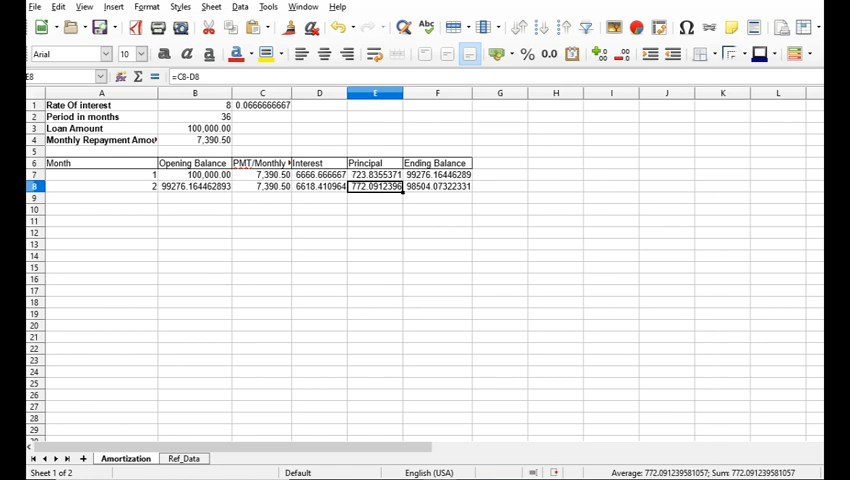 File Edit View Insert Format Styles Sheet Data Tools Window Help
Arial 10
E8 =C8-D8
A B C D E F G H I J K L
1 Rate Of interest 8 0.0666666667
2 Period in months 36
3 Loan Amount 100,000.00
4 Monthly Repayment Amou 7,390.50
5
6 Month Opening Balance PMT/Monthly Interest Principal Ending Balance
7 1 100,000.00 7,390.50 6666.666667 723.8355371 99276.16446289
8 2 99276.164462893 7,390.50 6618.410964 772.0912396 98504.07322331
9
10
11
12
13
14
15
16
17
18
19
20
21
22
23
24
25
26
27
28
29
Amortization Ref_Data
Sheet 1 of 2 Default English (USA) Average: 772.091239581057; Sum: 772.091239581057